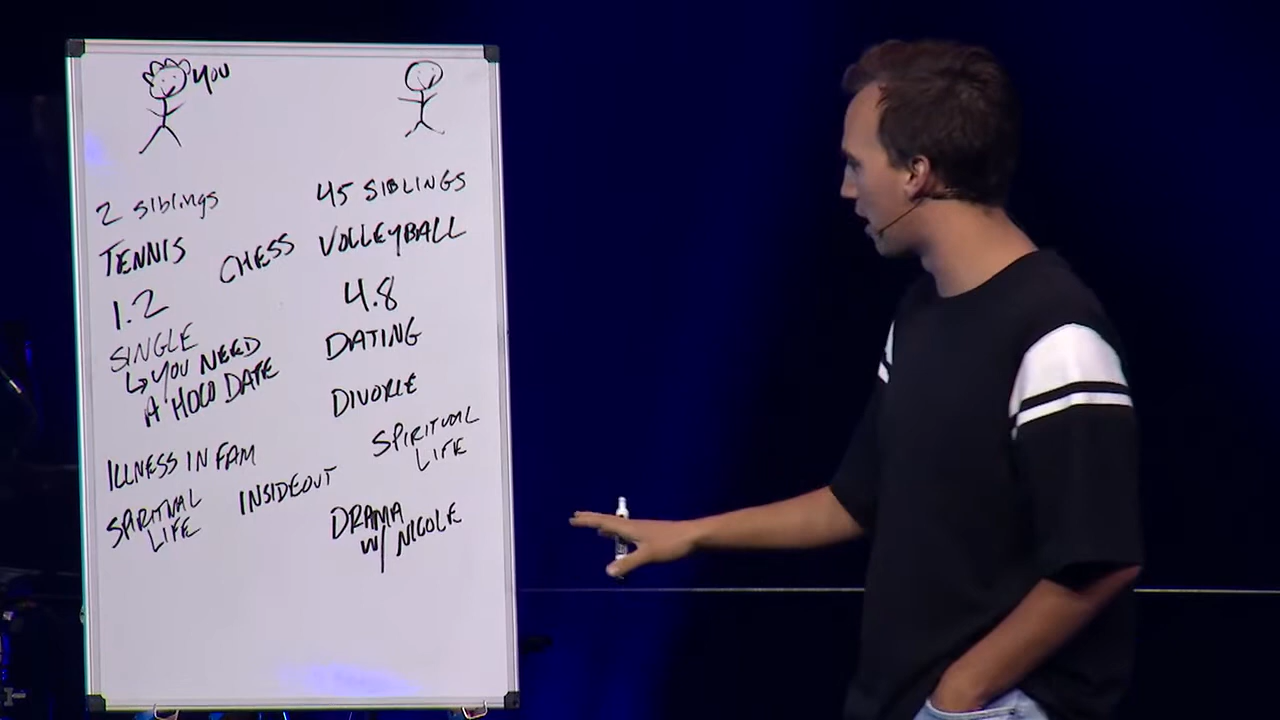 YOU
2 siblings
45 SIBLINGS
TENNIS
CHESS
VOLLEYBALL
1.2
4.8
SINGLE
↳ YOU NEED
A HOCO DATE
DATING
DIVORCE
ILLNESS IN FAM
SPIRITUAL
LIFE
SPIRITUAL
LIFE
INSIDEOUT
DRAMA
W/ NICOLE